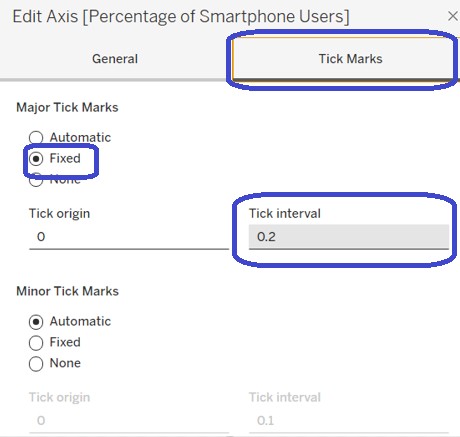 Edit Axis [Percentage of Smartphone Users]
General
Tick Marks
Major Tick Marks
Automatic
Fixed
None
Tick origin
Tick interval
0
0.2
Minor Tick Marks
Automatic
Fixed
None
Tick origin
Tick interval
0
0.1